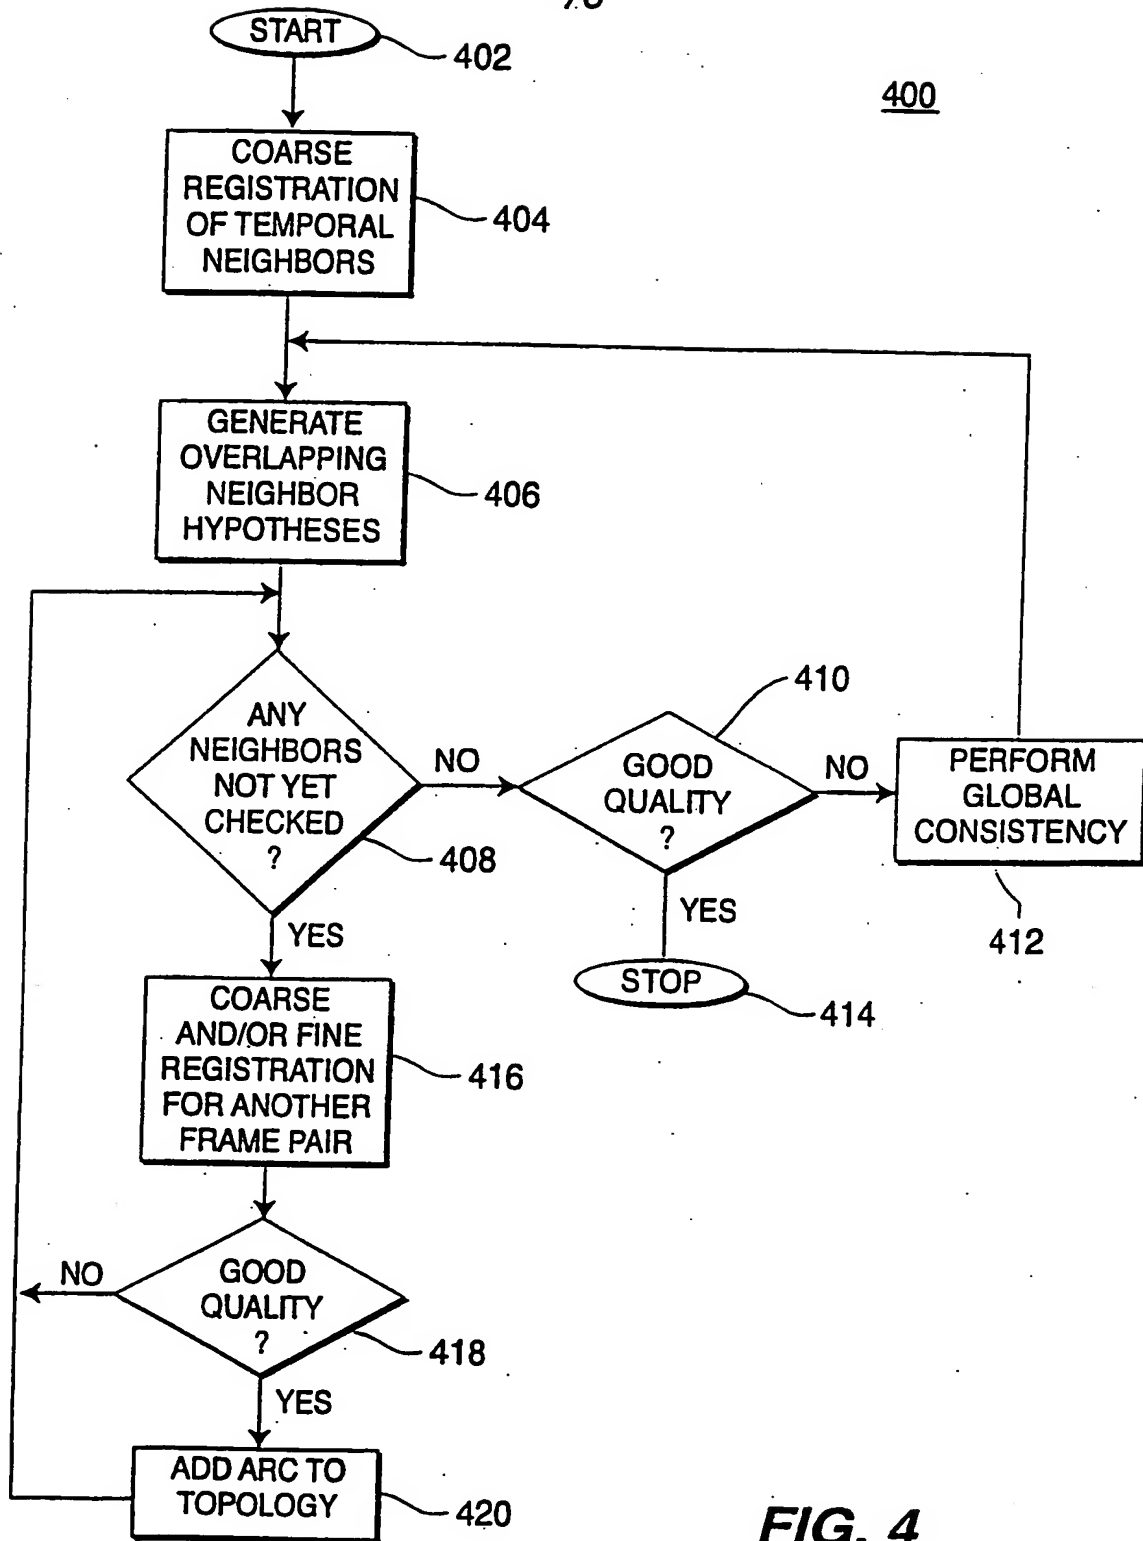 START
402
400
COARSE
REGISTRATION
OF TEMPORAL
NEIGHBORS
404
GENERATE
OVERLAPPING
NEIGHBOR
HYPOTHESES
406
ANY
NEIGHBORS
NOT YET
CHECKED
?
408
NO
GOOD
QUALITY
?
410
NO
PERFORM
GLOBAL
CONSISTENCY
412
YES
STOP
414
YES
COARSE
AND/OR FINE
REGISTRATION
FOR ANOTHER
FRAME PAIR
416
GOOD
QUALITY
?
418
NO
YES
ADD ARC TO
TOPOLOGY
420
FIG. 4